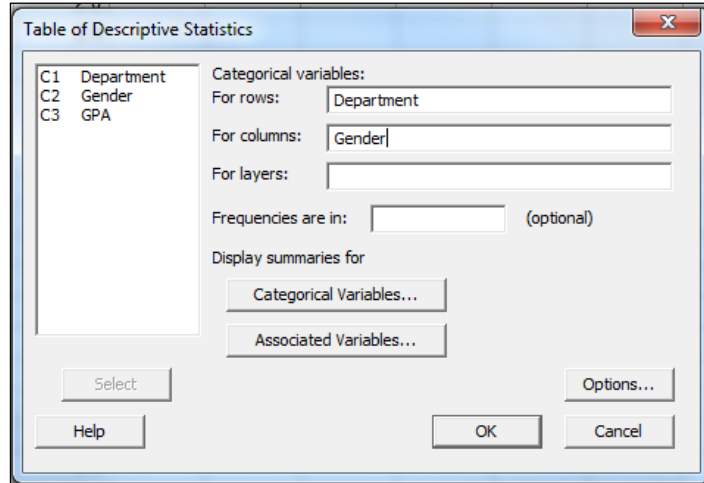 Table of Descriptive Statistics
C1 Department
C2 Gender
C3 GPA
Categorical variables:
For rows: Department
For columns: Gender
For layers:
Frequencies are in: (optional)
Display summaries for
Categorical Variables...
Associated Variables...
Select
Options...
Help
OK
Cancel